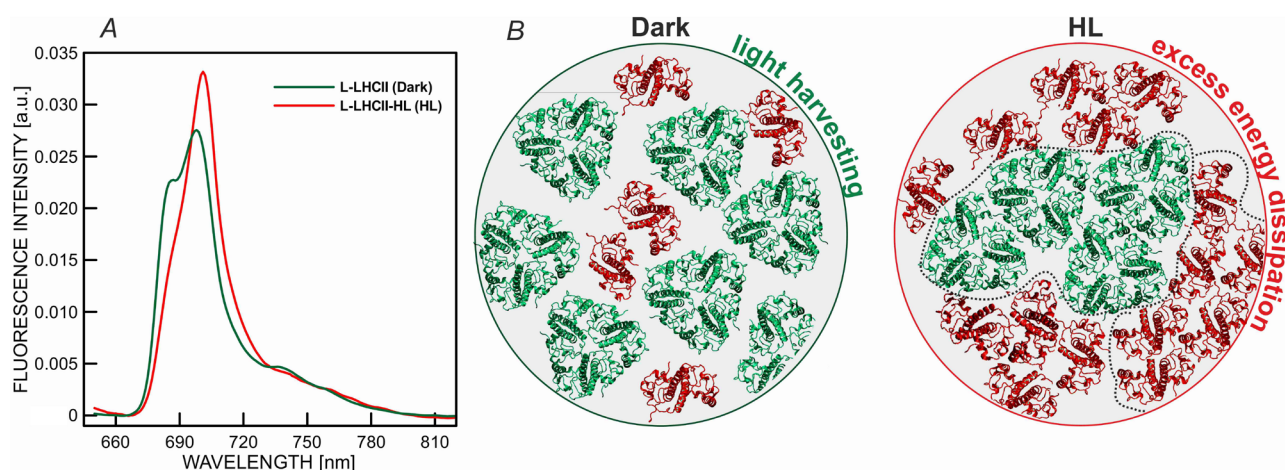 A
FLUORESCENCE INTENSITY [a.u.]
0.035
0.030
0.025
0.020
0.015
0.010
0.005
0
660
690
720
750
780
810
WAVELENGTH [nm]
L-LHCII (Dark)
L-LHCII-HL (HL)
B
Dark
light harvesting
HL
excess energy dissipation